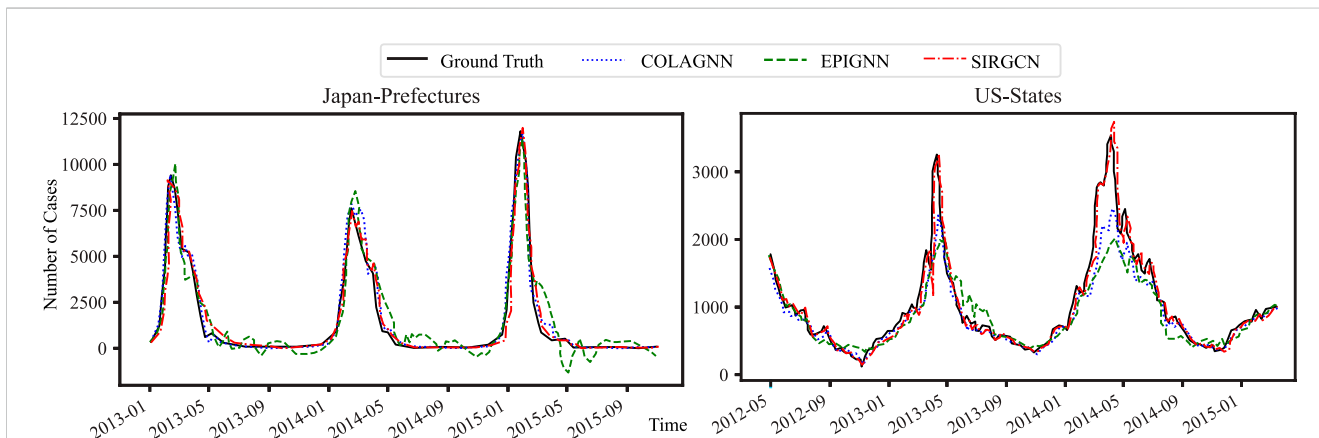 Ground Truth COLAGNN EPIGNN SIRGCN
Japan-Prefectures
Number of Cases
12500
10000
7500
5000
2500
0
2013-01 2013-05 2013-09 2014-01 2014-05 2014-09 2015-01 2015-05 2015-09
Time
US-States
3000
2000
1000
0
2012-05 2012-09 2013-01 2013-05 2013-09 2014-01 2014-05 2014-09 2015-01